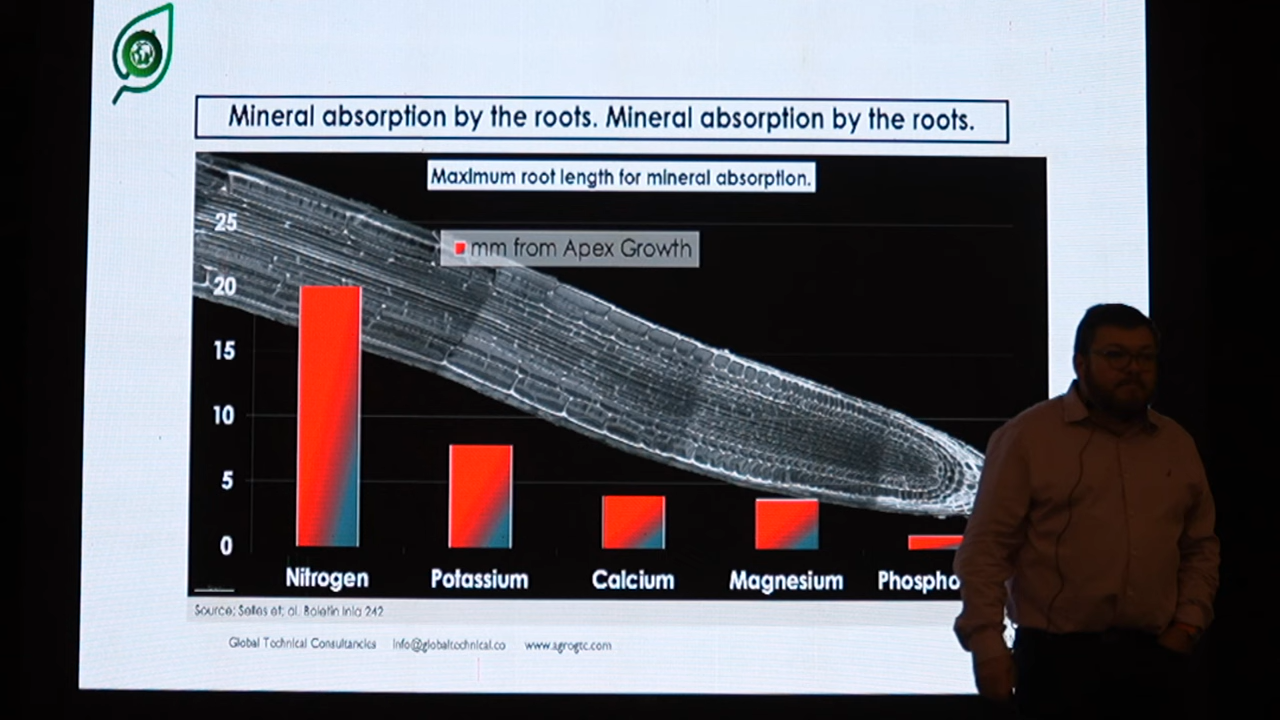 Mineral absorption by the roots. Mineral absorption by the roots.
Maximum root length for mineral absorption.
mm from Apex Growth
25
20
15
10
5
0
Nitrogen Potassium Calcium Magnesium Phospho
Source: Selles et. al. Boletin Inia 242
Global Technical Consultancies info@globaltechnical.co www.agrogtc.com